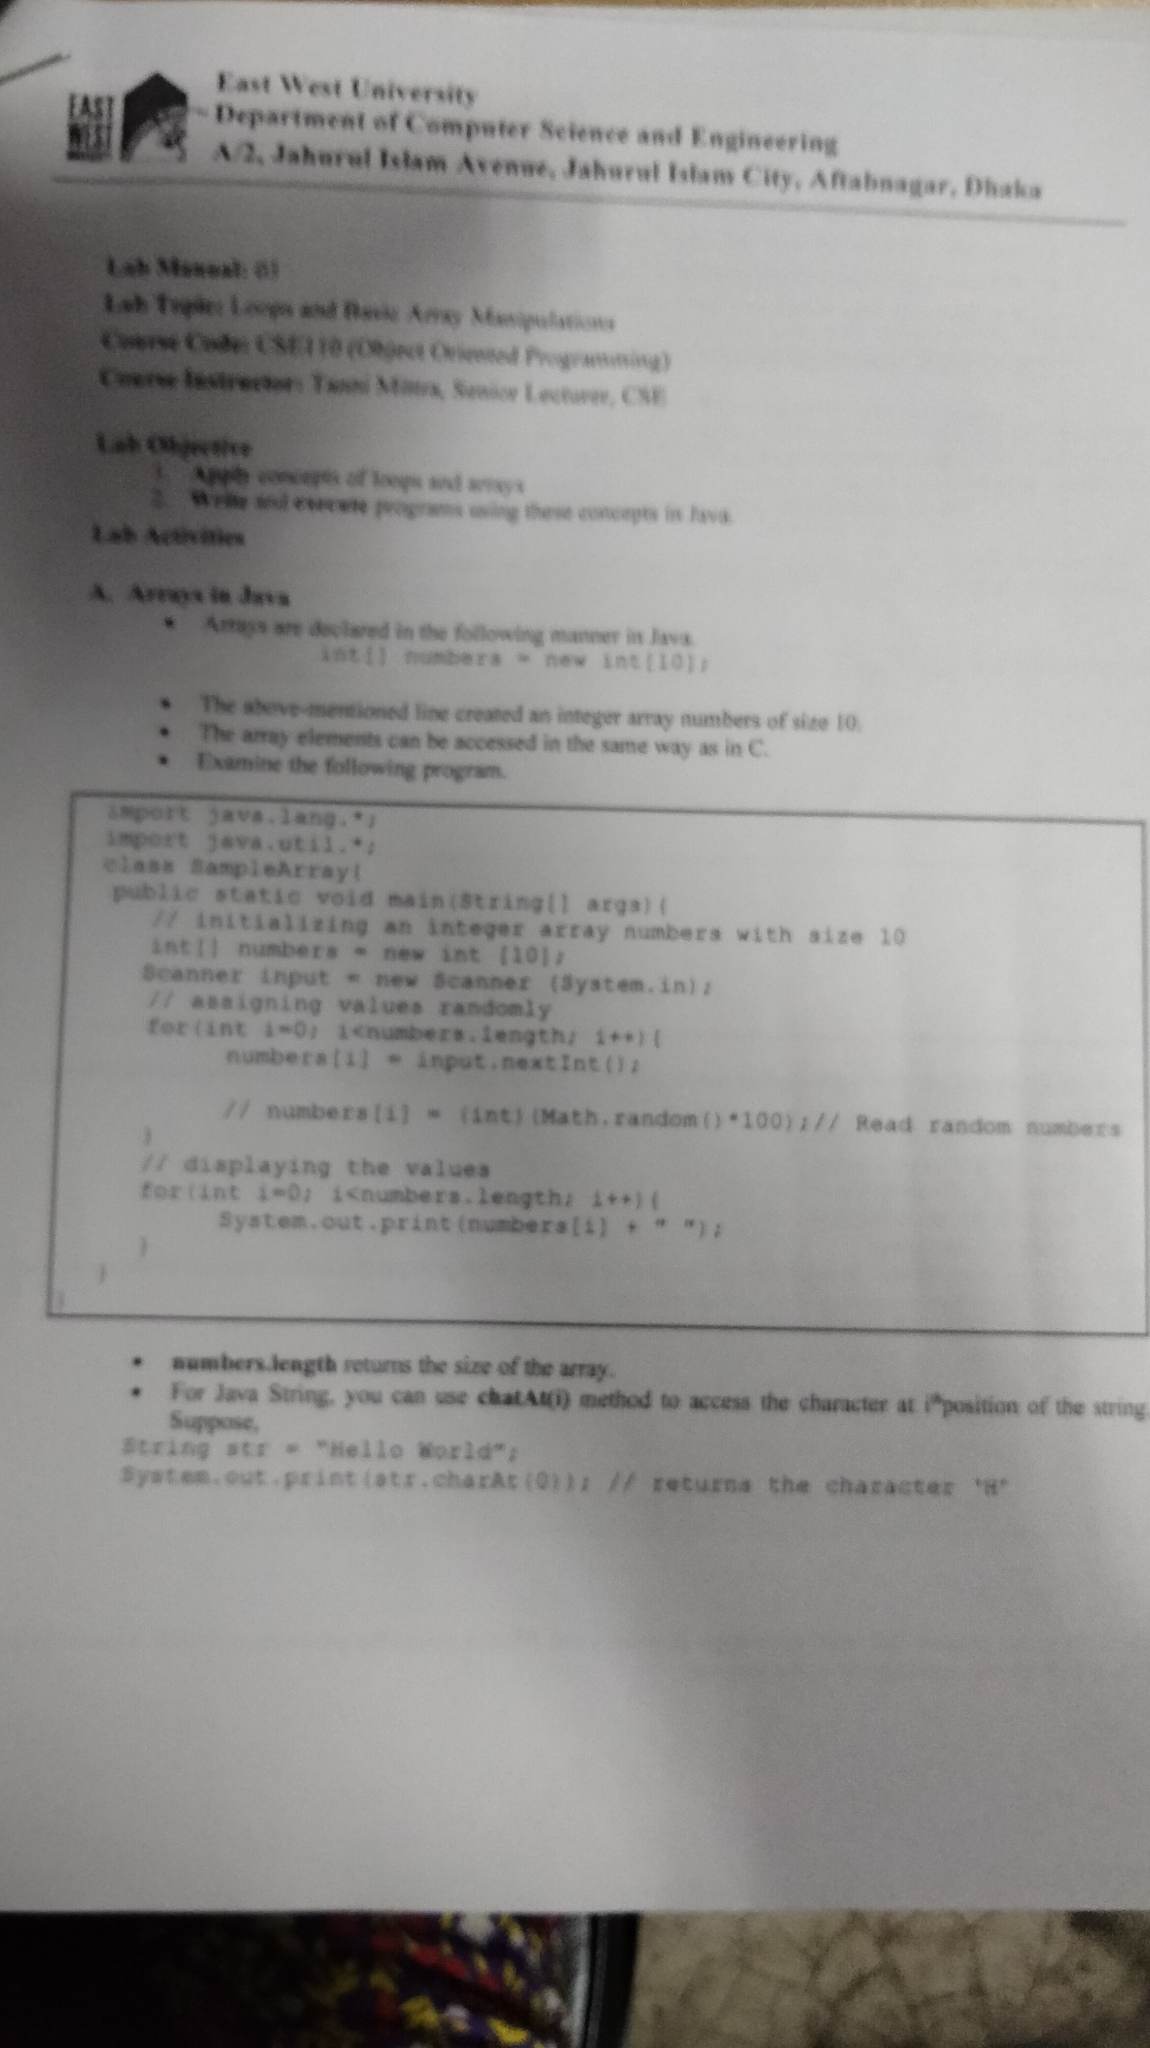 East West University
Department of Computer Science and Engineering
A/2, Jahurul Islam Avenue, Jahurul Islam City, Aftabnagar, Dhaka
EAST
WEST
Lab Manual: 01
Lab Topic: Loops and Basic Array Manipulations
Course Code: CSE110 (Object Oriented Programming)
Course Instructor: Tanni Mittra, Senior Lecturer, CSE
Lab Objective
1. Apply concepts of loops and arrays
2. Write and execute programs using these concepts in Java.
Lab Activities
A. Arrays in Java
• Arrays are declared in the following manner in Java.
int[] numbers = new int[10];
• The above-mentioned line created an integer array numbers of size 10.
• The array elements can be accessed in the same way as in C.
• Examine the following program.
import java.lang.*;
import java.util.*;
class SampleArray{
public static void main(String[] args){
// initializing an integer array numbers with size 10
int[] numbers = new int [10];
Scanner input = new Scanner (System.in);
// assigning values randomly
for(int i=0; i<numbers.length; i++){
numbers[i] = input.nextInt();
// numbers[i] = (int)(Math.random()*100);// Read random numbers
}
// displaying the values
for(int i=0; i<numbers.length; i++){
System.out.print(numbers[i] + " ");
}
}
}
• numbers.length returns the size of the array.
• For Java String, you can use chatAt(i) method to access the character at iᵗʰposition of the string.
Suppose,
String str = "Hello World";
System.out.print(str.charAt(0)); // returns the character 'H'